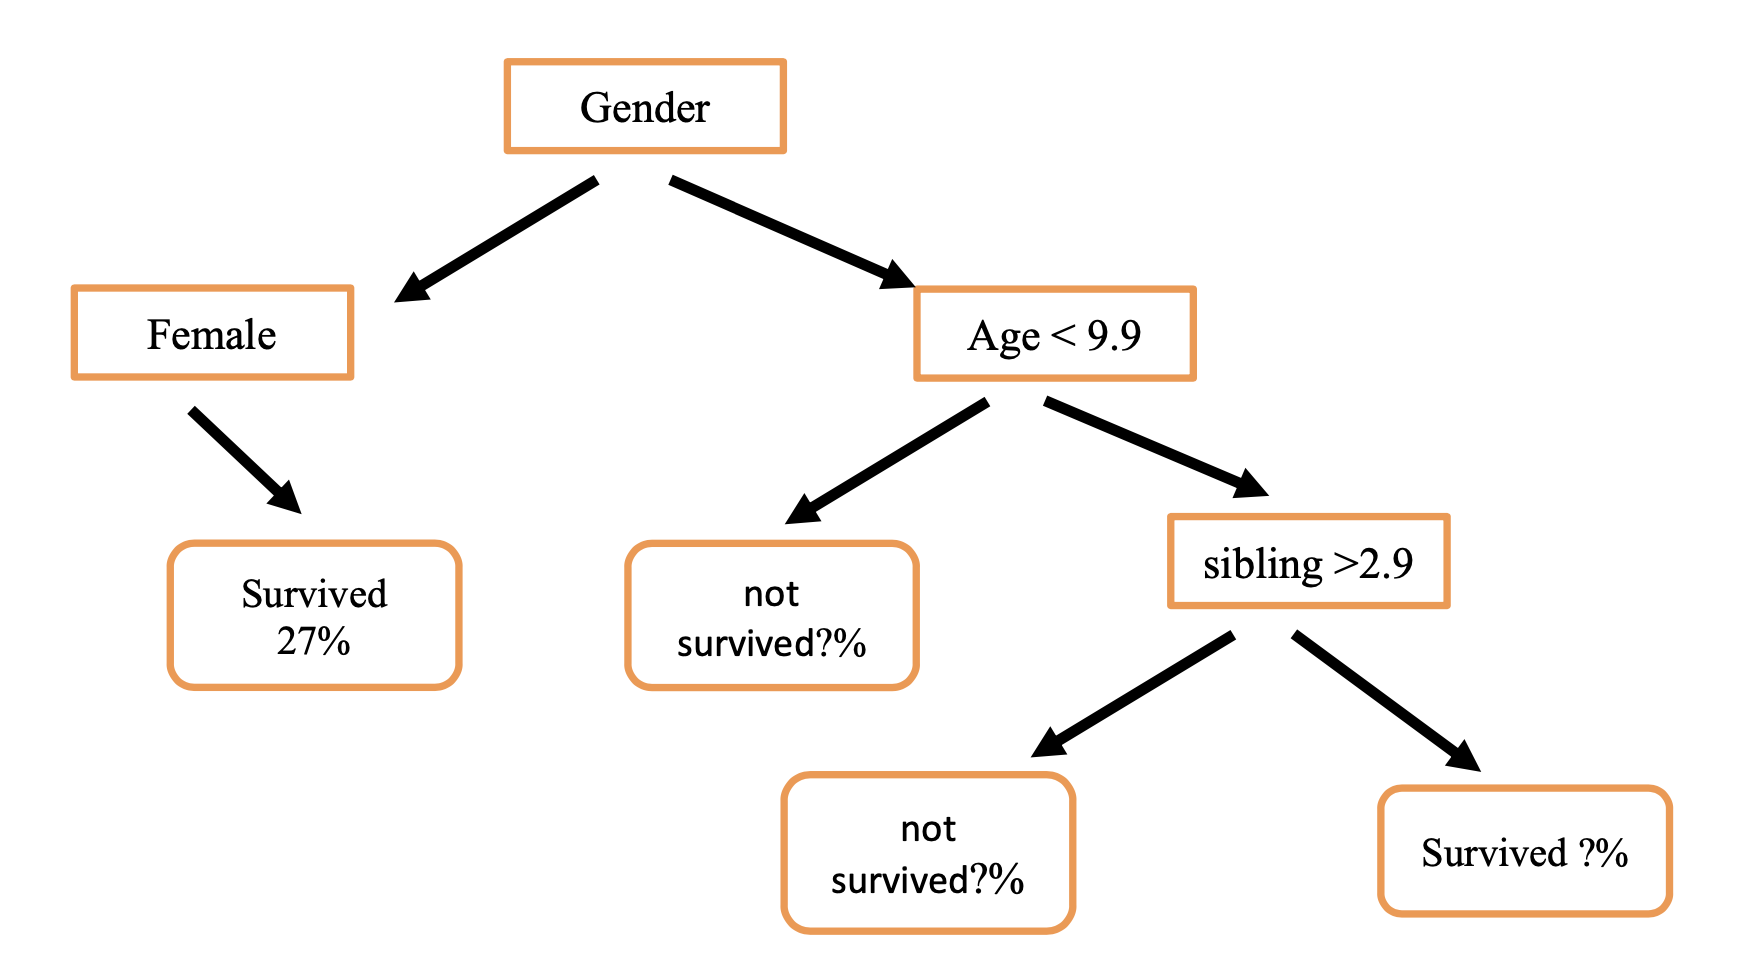 Gender
Female
Age < 9.9
Survived
27%
not
survived?%
sibling >2.9
not
survived?%
Survived ?%